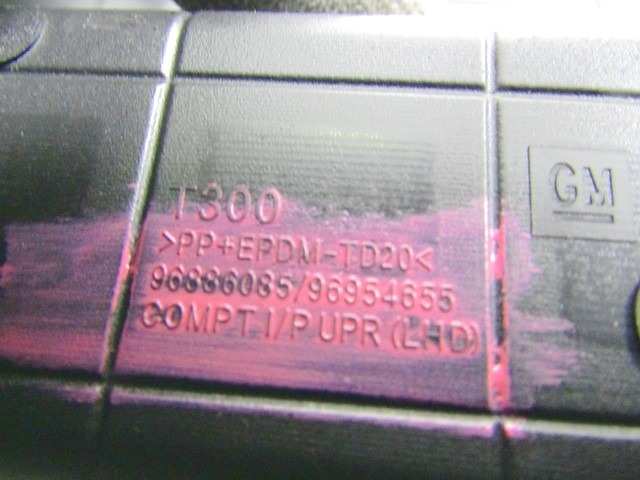 T300
>PP+EPDM-TD20<
96886085/96954655
COMPT I/P UPR (LHD)
GM